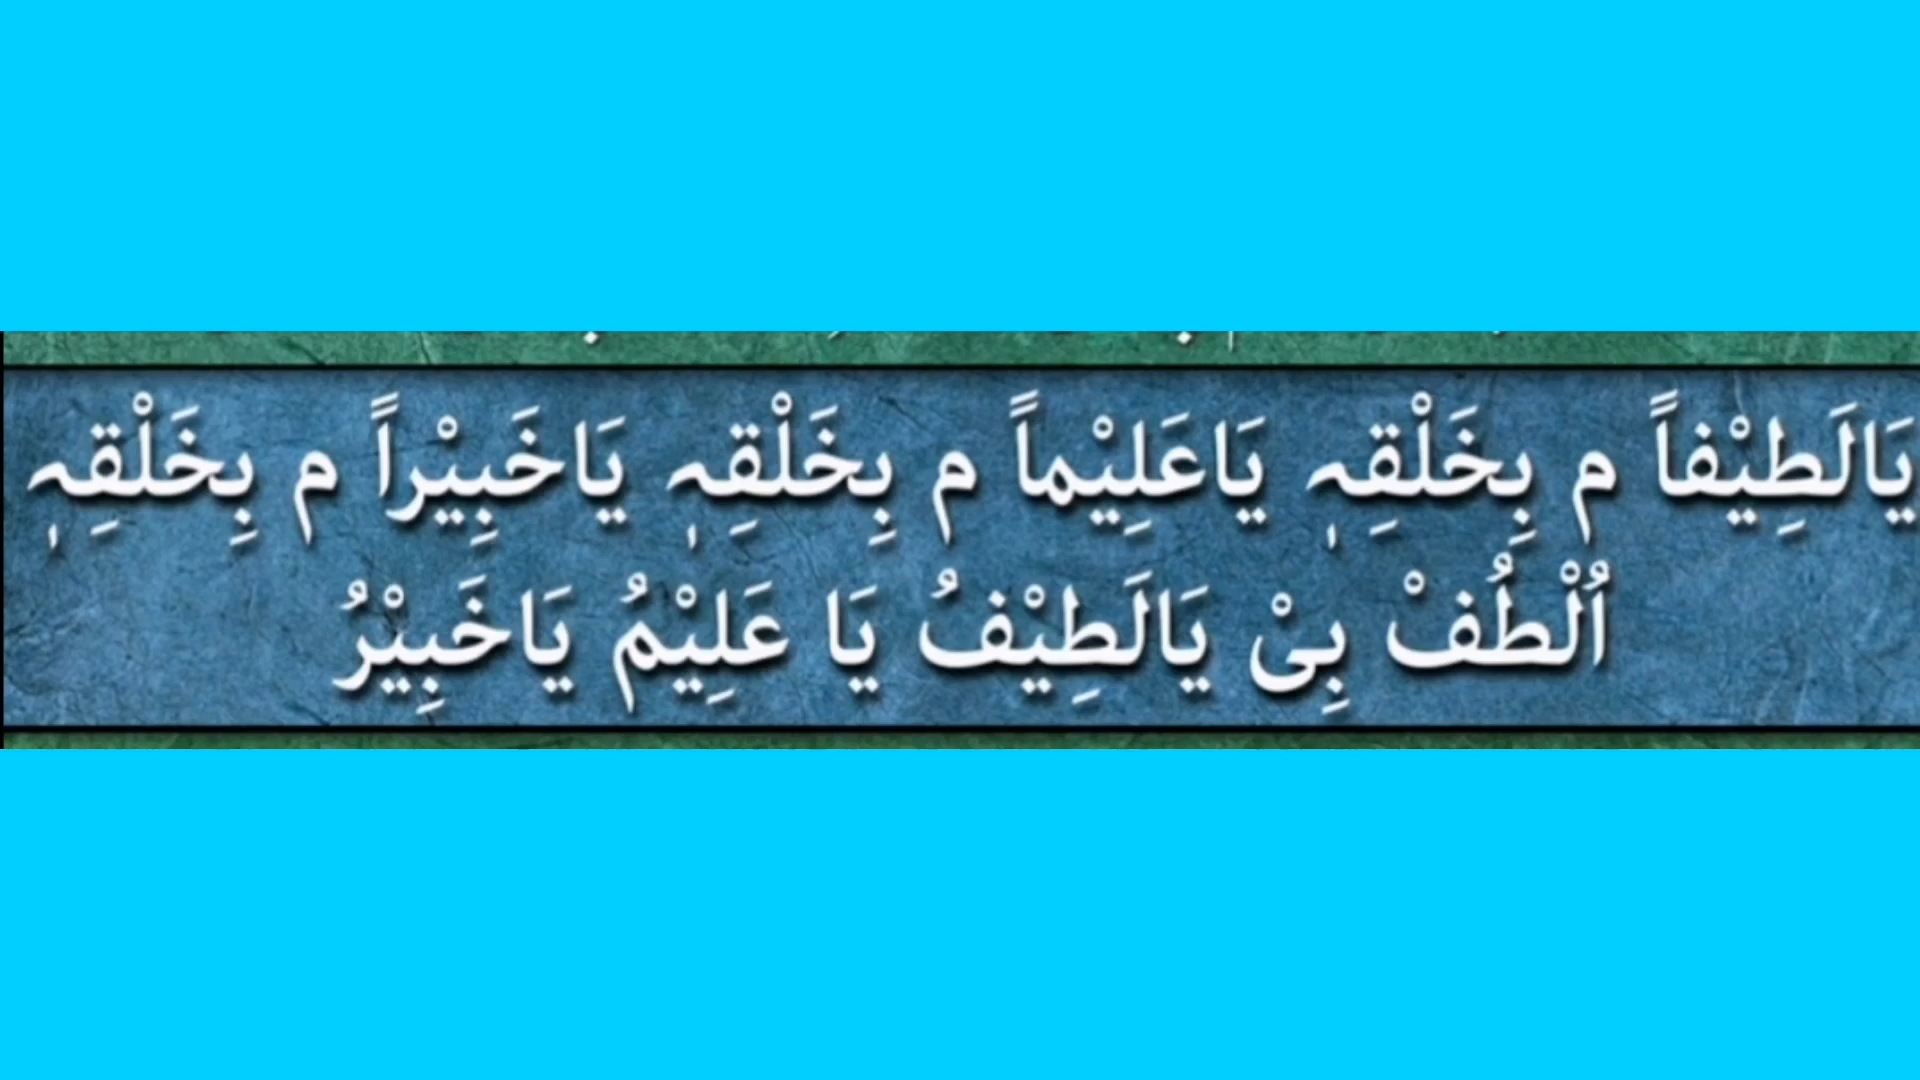 يَالَطِيْفاً م بِخَلْقِہٖ يَاعَلِيْماً م بِخَلْقِہٖ يَاخَبِيْراً م بِخَلْقِہٖ
اُلْطُفْ بِیْ يَالَطِيْفُ يَا عَلِيْمُ يَاخَبِيْرُ